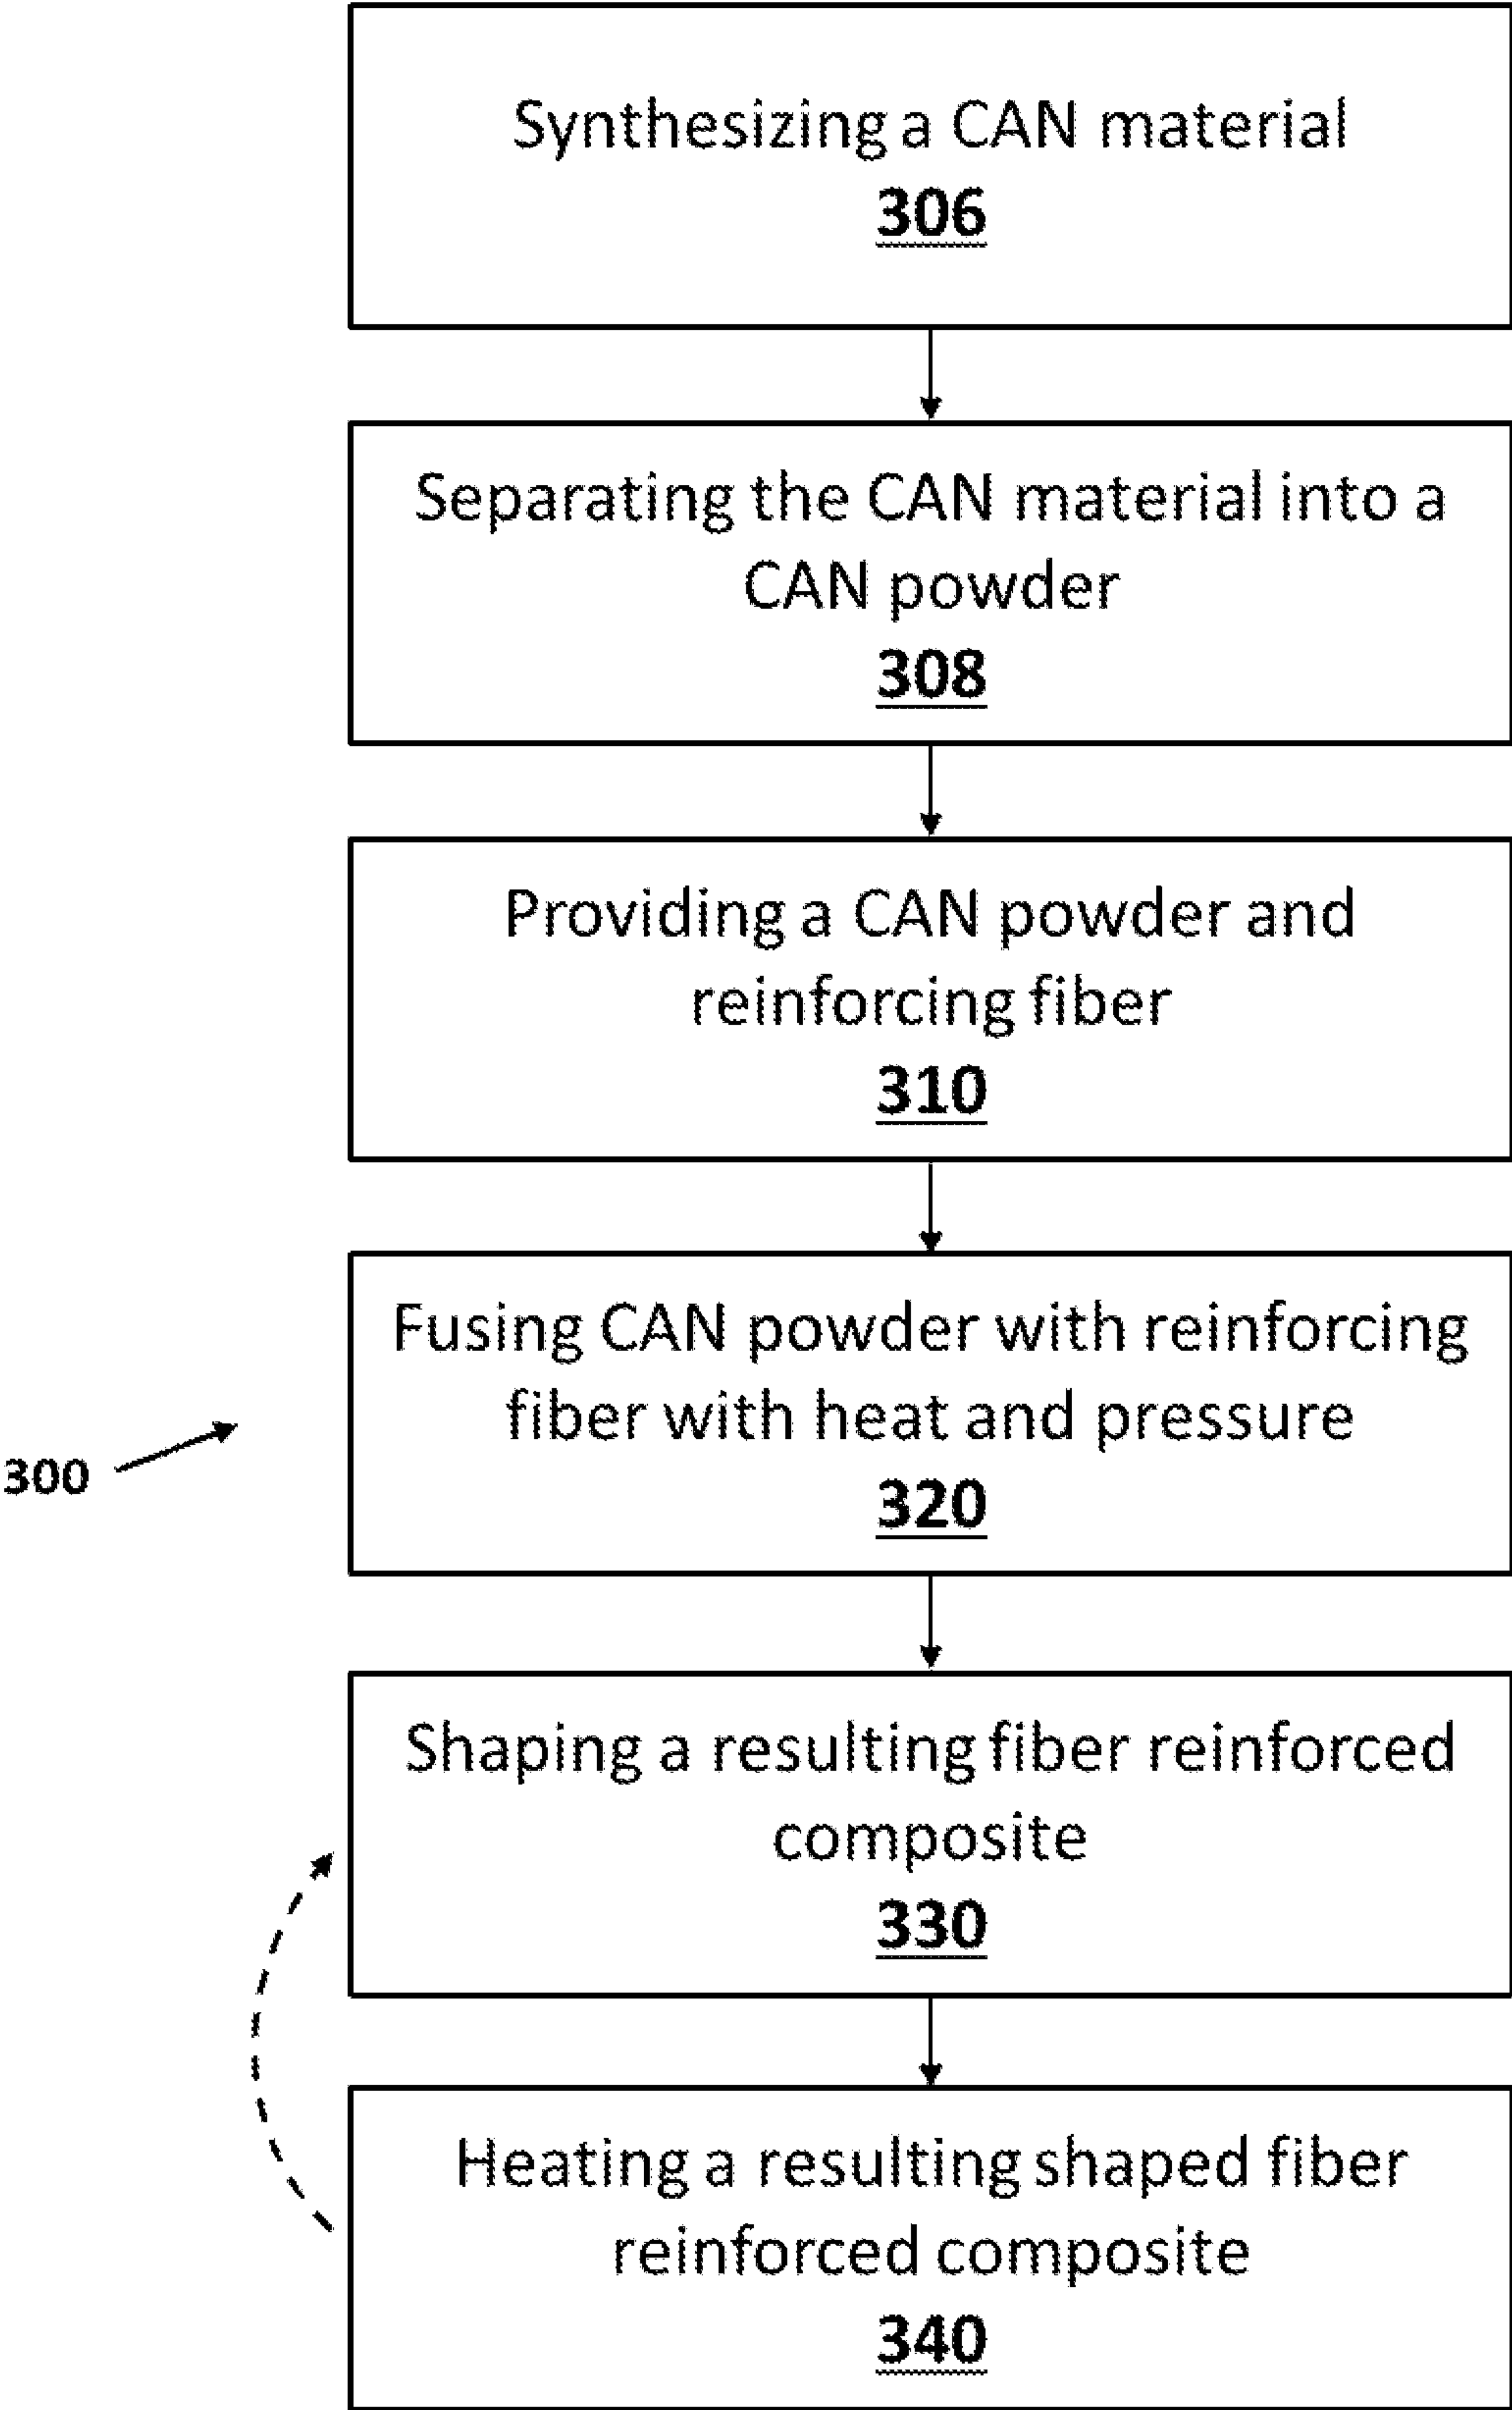 Synthesizing a CAN material
306
Separating the CAN material into a
CAN powder
308
Providing a CAN powder and
reinforcing fiber
310
Fusing CAN powder with reinforcing
fiber with heat and pressure
320
300
Shaping a resulting fiber reinforced
composite
330
Heating a resulting shaped fiber
reinforced composite
340